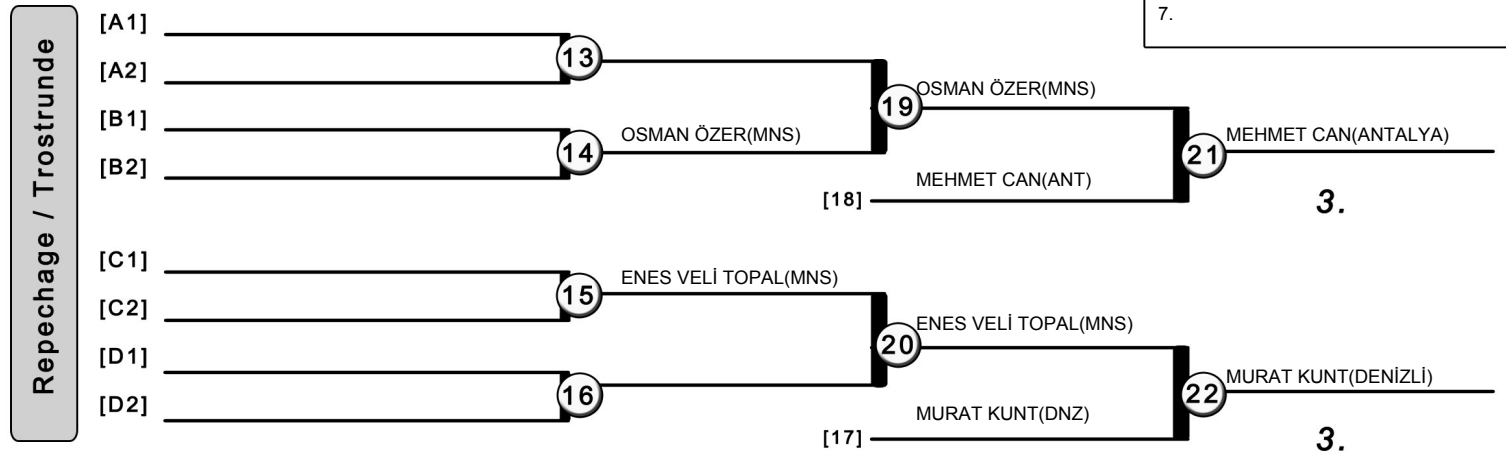 7.
Repechage / Trostrunde
[A1]
[A2]
13
[B1]
[B2]
14
OSMAN ÖZER(MNS)
19
OSMAN ÖZER(MNS)
[18]
MEHMET CAN(ANT)
21
MEHMET CAN(ANTALYA)
3.
[C1]
[C2]
15
ENES VELİ TOPAL(MNS)
[D1]
[D2]
16
20
ENES VELİ TOPAL(MNS)
[17]
MURAT KUNT(DNZ)
22
MURAT KUNT(DENİZLİ)
3.